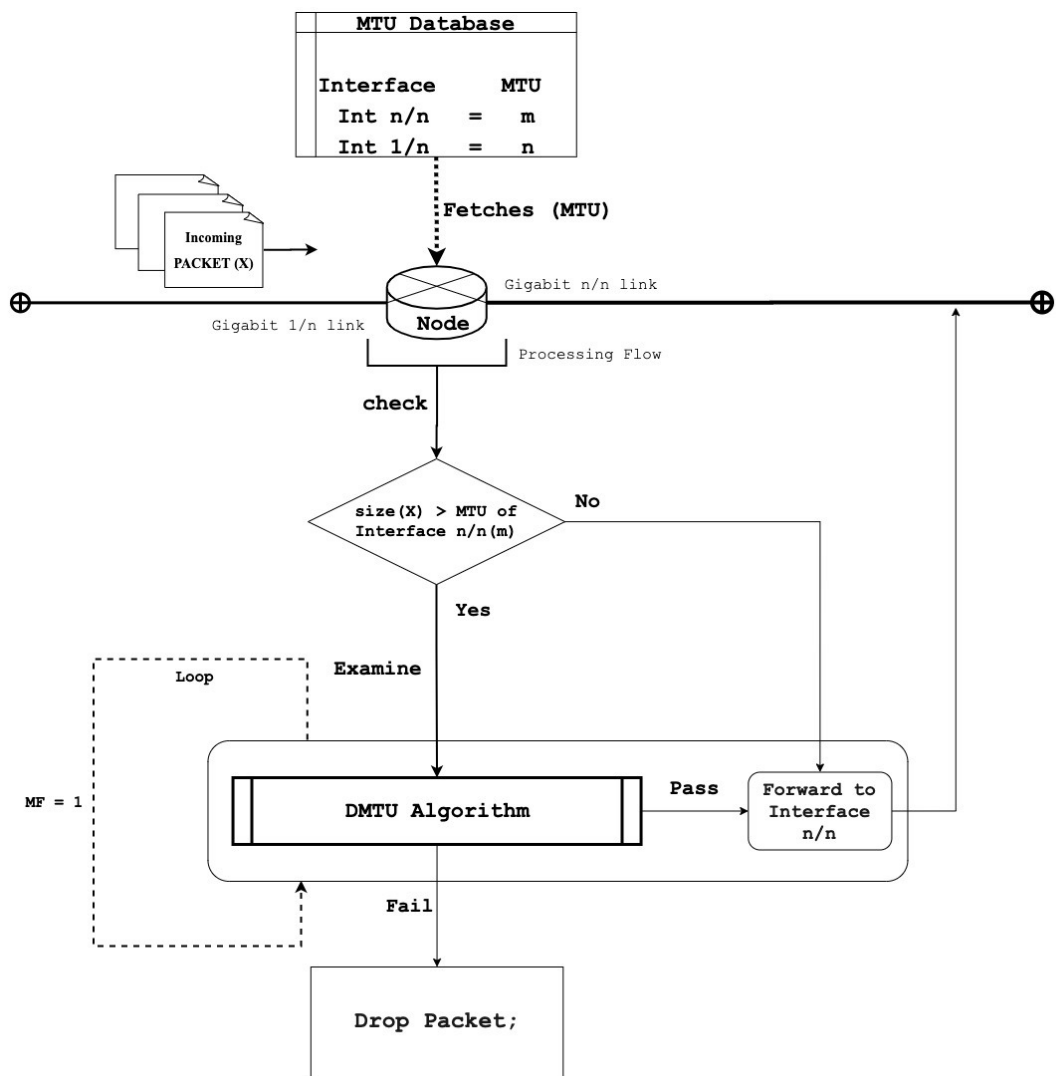 MTU Database
Interface MTU
Int n/n = m
Int 1/n = n
Fetches (MTU)
Incoming
PACKET (X)
Gigabit n/n link
Node
Gigabit 1/n link
Processing Flow
check
size(X) > MTU of
Interface n/n(m)
No
Yes
Examine
Loop
MF = 1
DMTU Algorithm
Pass
Forward to
Interface
n/n
Fail
Drop Packet;